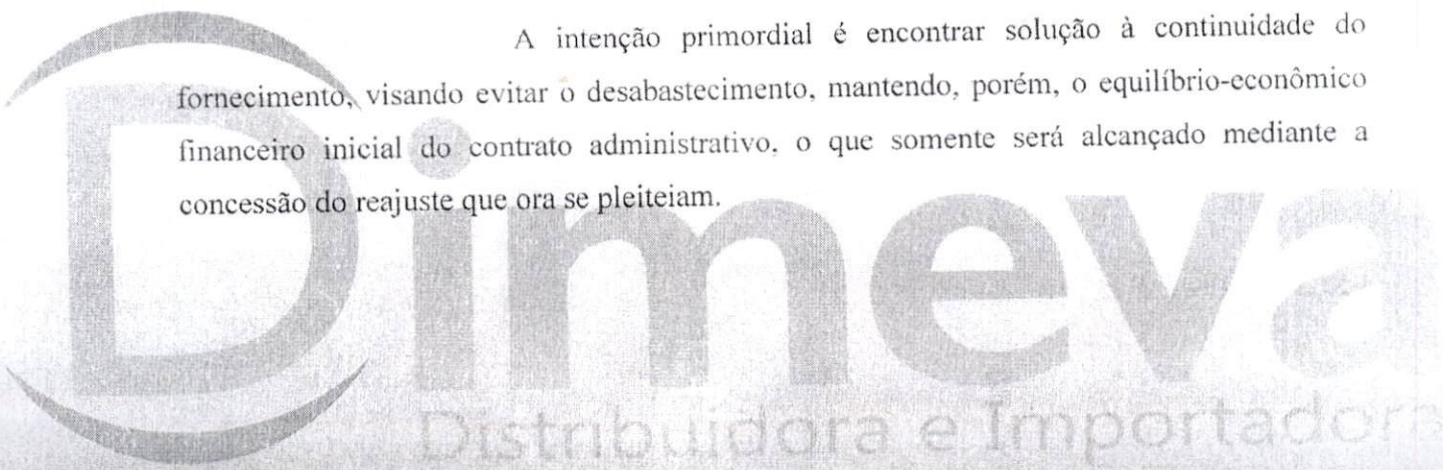 A intenção primordial é encontrar solução à continuidade do
fornecimento, visando evitar o desabastecimento, mantendo, porém, o equilíbrio-econômico
financeiro inicial do contrato administrativo, o que somente será alcançado mediante a
concessão do reajuste que ora se pleiteiam.
Dimeva
Distribuidora e Importadora